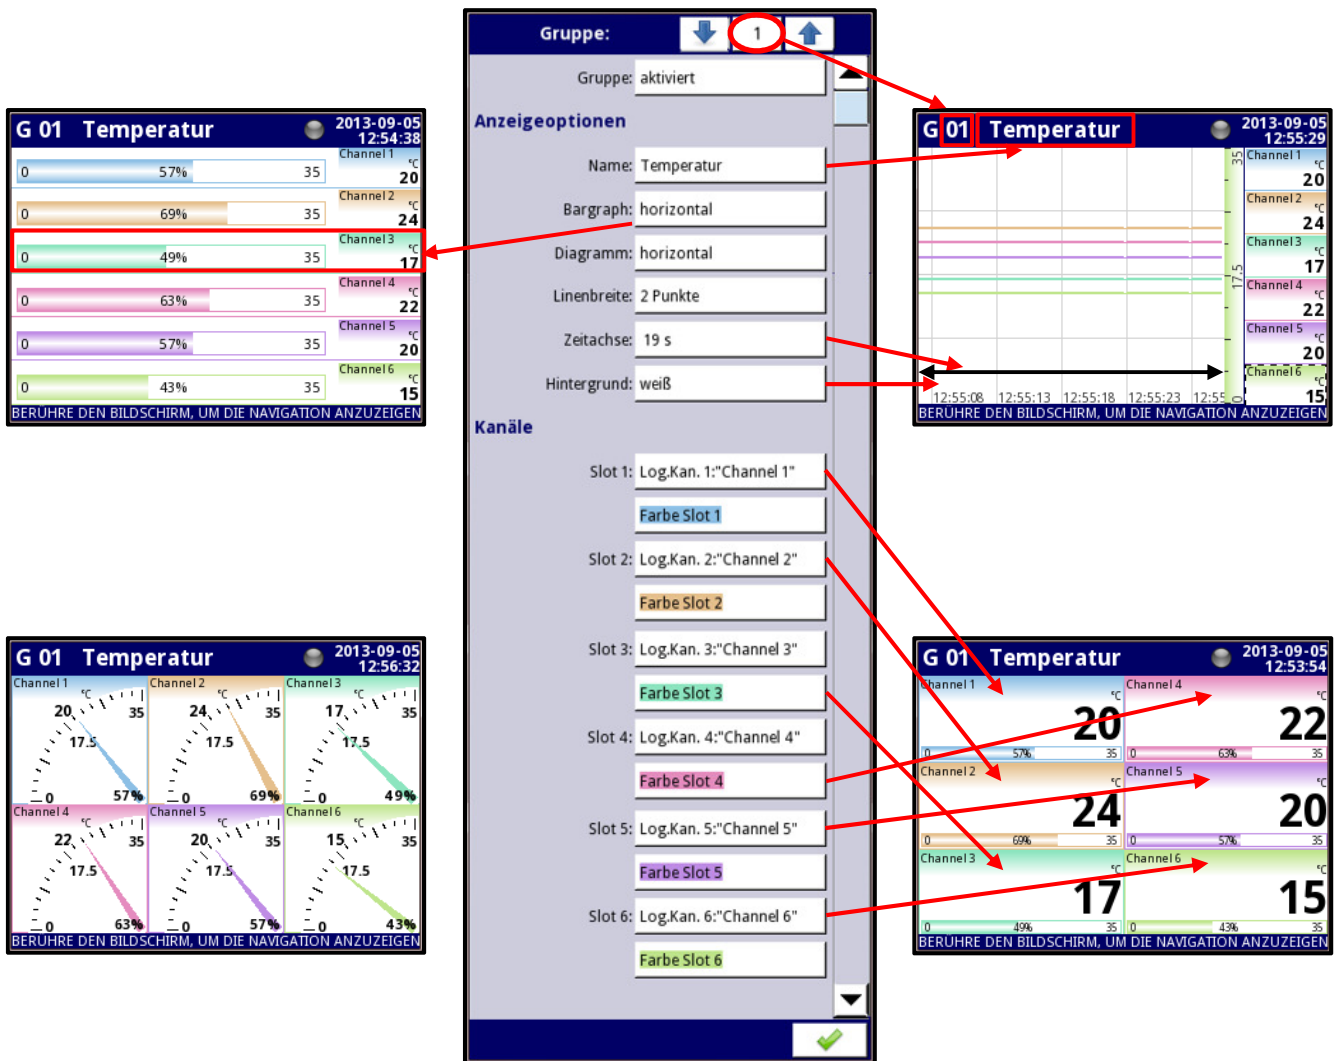 Gruppe:
1
Gruppe: aktiviert
Anzeigeoptionen
Name: Temperatur
Bargraph: horizontal
Diagramm: horizontal
Linenbreite: 2 Punkte
Zeitachse: 19 s
Hintergrund: weiß
Kanäle
Slot 1: Log.Kan. 1:"Channel 1"
Farbe Slot 1
Slot 2: Log.Kan. 2:"Channel 2"
Farbe Slot 2
Slot 3: Log.Kan. 3:"Channel 3"
Farbe Slot 3
Slot 4: Log.Kan. 4:"Channel 4"
Farbe Slot 4
Slot 5: Log.Kan. 5:"Channel 5"
Farbe Slot 5
Slot 6: Log.Kan. 6:"Channel 6"
Farbe Slot 6
G 01 Temperatur
2013-09-05
12:54:38
Channel 1
°C
0 57% 35 20
Channel 2
°C
0 69% 35 24
Channel 3
°C
0 49% 35 17
Channel 4
°C
0 63% 35 22
Channel 5
°C
0 57% 35 20
Channel 6
°C
0 43% 35 15
BERÜHRE DEN BILDSCHIRM, UM DIE NAVIGATION ANZUZEIGEN
G 01 Temperatur
2013-09-05
12:55:29
35
17.5
0
Channel 1
°C
20
Channel 2
°C
24
Channel 3
°C
17
Channel 4
°C
22
Channel 5
°C
20
Channel 6
°C
15
12:55:08 12:55:13 12:55:18 12:55:23 12:55
BERÜHRE DEN BILDSCHIRM, UM DIE NAVIGATION ANZUZEIGEN
G 01 Temperatur
2013-09-05
12:56:32
Channel 1 Channel 2 Channel 3
°C °C °C
20 35 24 35 17 35
17.5 17.5 17.5
0 57% 0 69% 0 49%
Channel 4 Channel 5 Channel 6
°C °C °C
22 35 20 35 15 35
17.5 17.5 17.5
0 63% 0 57% 0 43%
BERÜHRE DEN BILDSCHIRM, UM DIE NAVIGATION ANZUZEIGEN
G 01 Temperatur
2013-09-05
12:53:54
Channel 1 Channel 4
°C °C
20 22
0 57% 35 0 63% 35
Channel 2 Channel 5
°C °C
24 20
0 69% 35 0 57% 35
Channel 3 Channel 6
°C °C
17 15
0 49% 35 0 43% 35
BERÜHRE DEN BILDSCHIRM, UM DIE NAVIGATION ANZUZEIGEN